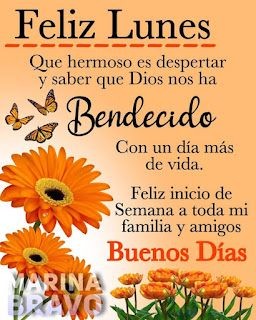 Feliz Lunes
Que hermoso es despertar
y saber que Dios nos ha
Bendecido
Con un día más
de vida.
Feliz inicio de
Semana a toda mi
familia y amigos
Buenos Días
MARINA
BRAVO